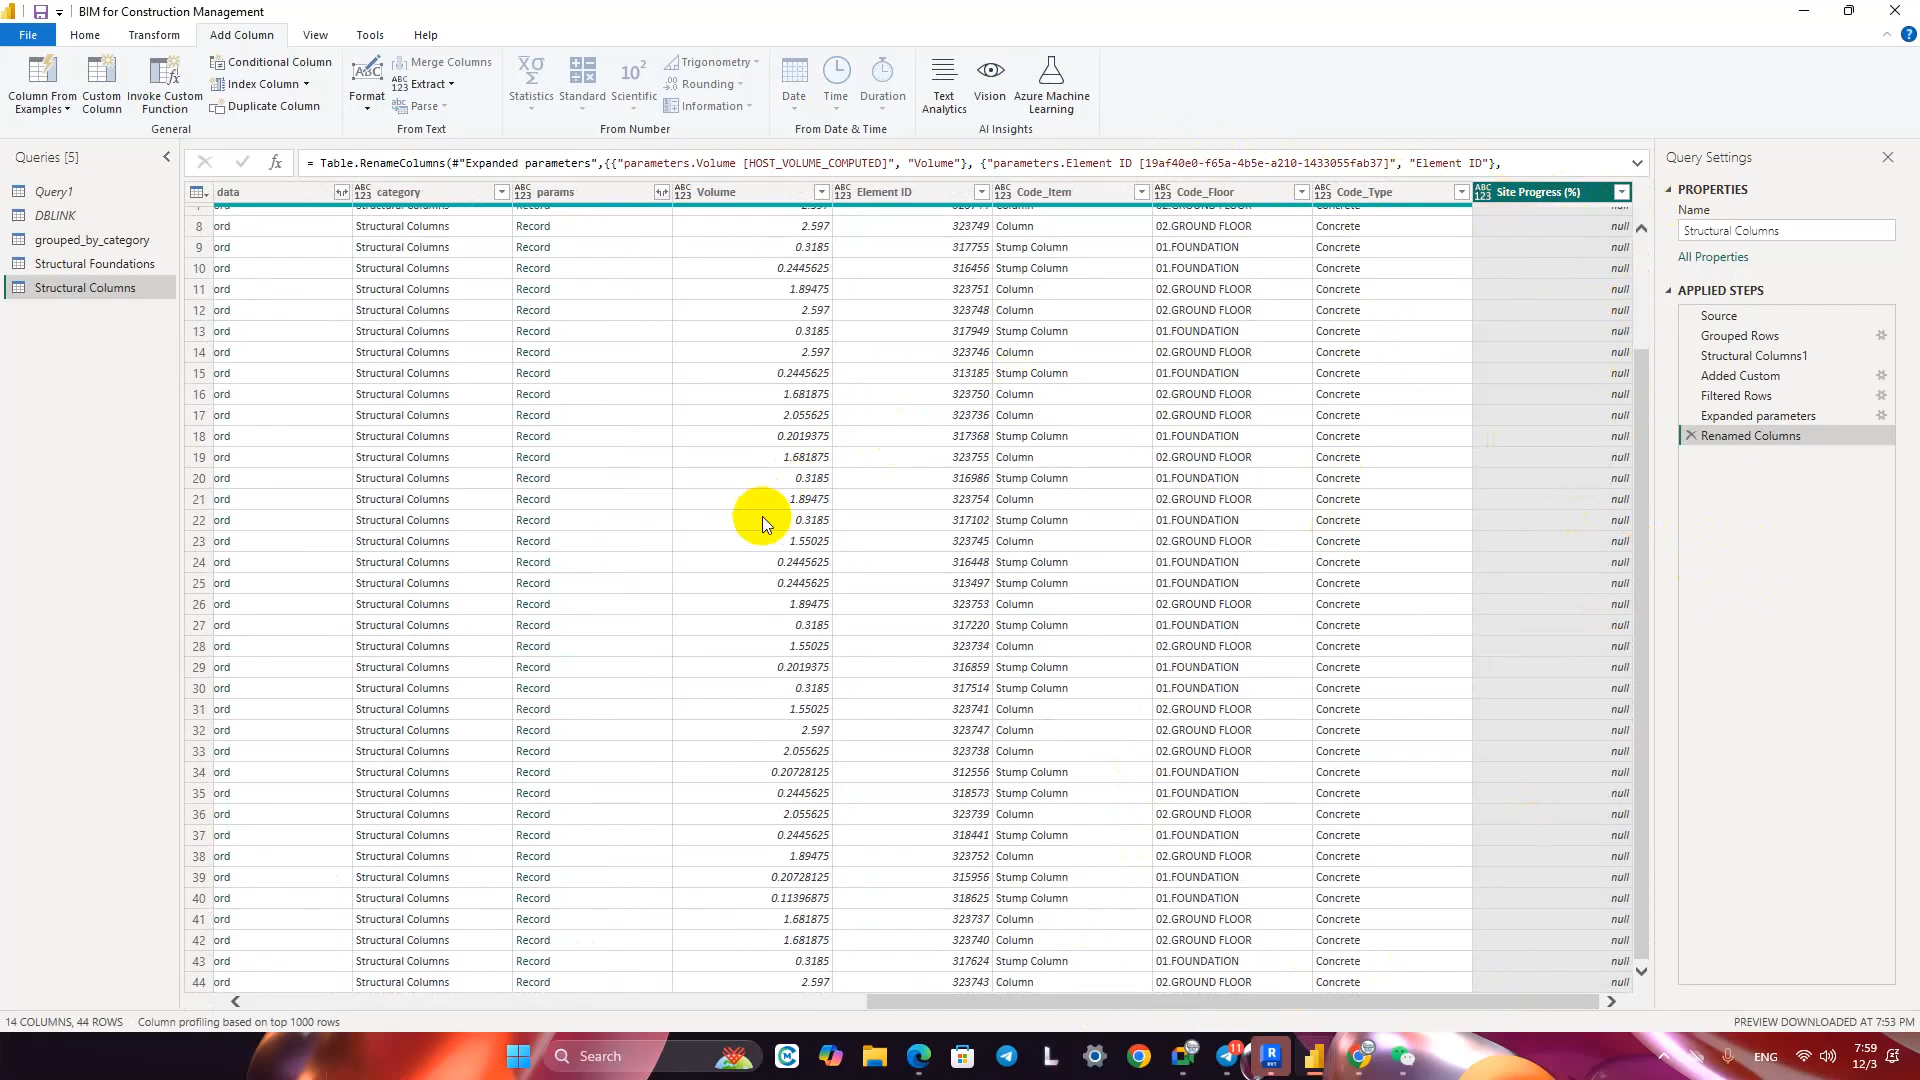 BIM for Construction Management
File Home Transform Add Column View Tools Help
Column From Examples
Custom Column
Invoke Custom Function
Conditional Column
Index Column
Duplicate Column
General
Format
Merge Columns
Extract
Parse
From Text
Statistics Standard Scientific
Trigonometry
Rounding
Information
From Number
Date Time Duration
From Date & Time
Text Analytics
Vision
Azure Machine Learning
AI Insights
Queries [5]
Query1
DBLINK
grouped_by_category
Structural Foundations
Structural Columns
= Table.RenameColumns(#"Expanded parameters",{{"parameters.Volume [HOST_VOLUME_COMPUTED]", "Volume"}, {"parameters.Element ID [19af40e0-f65a-4b5e-a210-1433055fab37]", "Element ID"},
data category params Volume Element ID Code_Item Code_Floor Code_Type Site Progress (%)
8 ord Structural Columns Record 2.597 323749 Column 02.GROUND FLOOR Concrete null
9 ord Structural Columns Record 0.3185 317755 Stump Column 01.FOUNDATION Concrete null
10 ord Structural Columns Record 0.2445625 316456 Stump Column 01.FOUNDATION Concrete null
11 ord Structural Columns Record 1.89475 323751 Column 02.GROUND FLOOR Concrete null
12 ord Structural Columns Record 2.597 323748 Column 02.GROUND FLOOR Concrete null
13 ord Structural Columns Record 0.3185 317949 Stump Column 01.FOUNDATION Concrete null
14 ord Structural Columns Record 2.597 323746 Column 02.GROUND FLOOR Concrete null
15 ord Structural Columns Record 0.2445625 313185 Stump Column 01.FOUNDATION Concrete null
16 ord Structural Columns Record 1.681875 323750 Column 02.GROUND FLOOR Concrete null
17 ord Structural Columns Record 2.055625 323736 Column 02.GROUND FLOOR Concrete null
18 ord Structural Columns Record 0.2019375 317368 Stump Column 01.FOUNDATION Concrete null
19 ord Structural Columns Record 1.681875 323755 Column 02.GROUND FLOOR Concrete null
20 ord Structural Columns Record 0.3185 316986 Stump Column 01.FOUNDATION Concrete null
21 ord Structural Columns Record 1.89475 323754 Column 02.GROUND FLOOR Concrete null
22 ord Structural Columns Record 0.3185 317102 Stump Column 01.FOUNDATION Concrete null
23 ord Structural Columns Record 1.55025 323745 Column 02.GROUND FLOOR Concrete null
24 ord Structural Columns Record 0.2445625 316448 Stump Column 01.FOUNDATION Concrete null
25 ord Structural Columns Record 0.2445625 313497 Stump Column 01.FOUNDATION Concrete null
26 ord Structural Columns Record 1.89475 323753 Column 02.GROUND FLOOR Concrete null
27 ord Structural Columns Record 0.3185 317220 Stump Column 01.FOUNDATION Concrete null
28 ord Structural Columns Record 1.55025 323734 Column 02.GROUND FLOOR Concrete null
29 ord Structural Columns Record 0.2019375 316859 Stump Column 01.FOUNDATION Concrete null
30 ord Structural Columns Record 0.3185 317514 Stump Column 01.FOUNDATION Concrete null
31 ord Structural Columns Record 1.55025 323741 Column 02.GROUND FLOOR Concrete null
32 ord Structural Columns Record 2.597 323747 Column 02.GROUND FLOOR Concrete null
33 ord Structural Columns Record 2.055625 323738 Column 02.GROUND FLOOR Concrete null
34 ord Structural Columns Record 0.20728125 312556 Stump Column 01.FOUNDATION Concrete null
35 ord Structural Columns Record 0.2445625 318573 Stump Column 01.FOUNDATION Concrete null
36 ord Structural Columns Record 2.055625 323739 Column 02.GROUND FLOOR Concrete null
37 ord Structural Columns Record 0.2445625 318441 Stump Column 01.FOUNDATION Concrete null
38 ord Structural Columns Record 1.89475 323752 Column 02.GROUND FLOOR Concrete null
39 ord Structural Columns Record 0.20728125 315956 Stump Column 01.FOUNDATION Concrete null
40 ord Structural Columns Record 0.11396875 318625 Stump Column 01.FOUNDATION Concrete null
41 ord Structural Columns Record 1.681875 323737 Column 02.GROUND FLOOR Concrete null
42 ord Structural Columns Record 1.681875 323740 Column 02.GROUND FLOOR Concrete null
43 ord Structural Columns Record 0.3185 317624 Stump Column 01.FOUNDATION Concrete null
44 ord Structural Columns Record 2.597 323743 Column 02.GROUND FLOOR Concrete null
Query Settings
PROPERTIES
Name
Structural Columns
All Properties
APPLIED STEPS
Source
Grouped Rows
Structural Columns1
Added Custom
Filtered Rows
Expanded parameters
Renamed Columns
14 COLUMNS, 44 ROWS Column profiling based on top 1000 rows PREVIEW DOWNLOADED AT 7:53 PM
Search
11
ENG
7:59
12/3